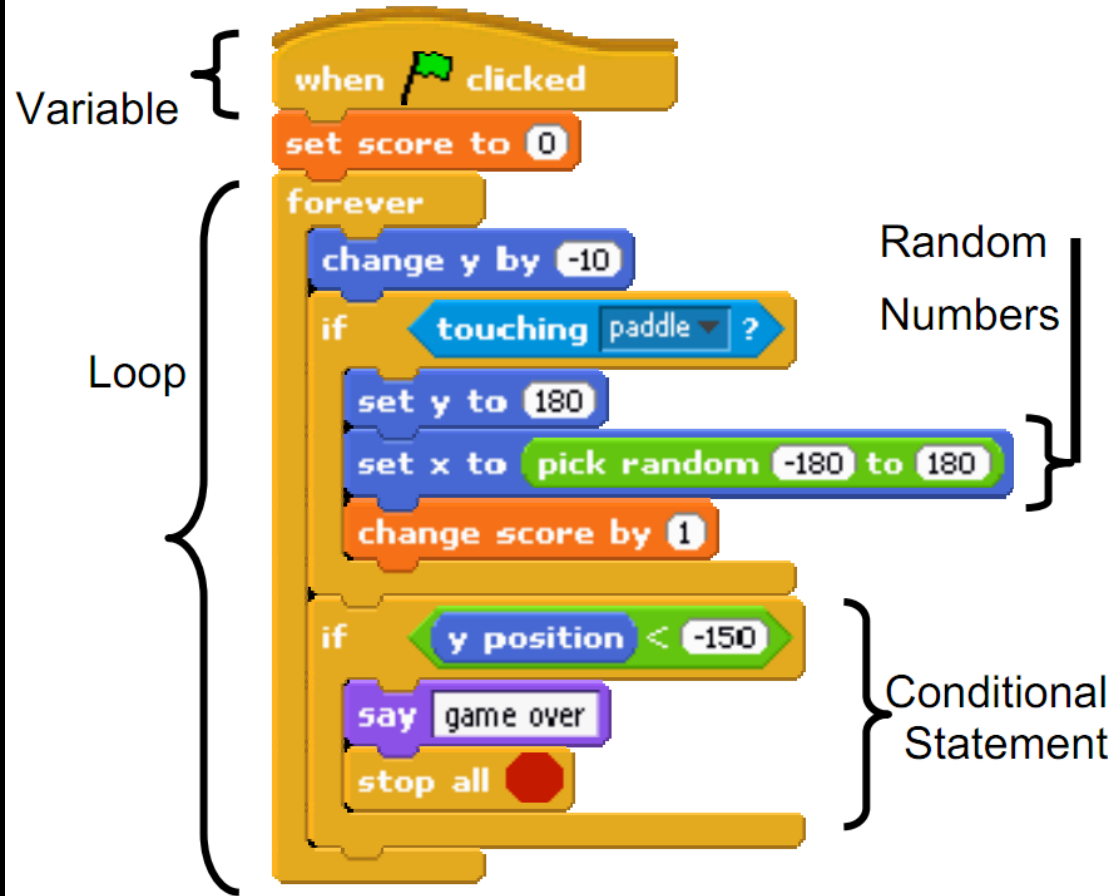 Variable
when clicked
set score to 0
forever
change y by -10
Random
Numbers
if touching paddle ?
Loop
set y to 180
set x to pick random -180 to 180
change score by 1
if y position < -150
Conditional
Statement
say game over
stop all